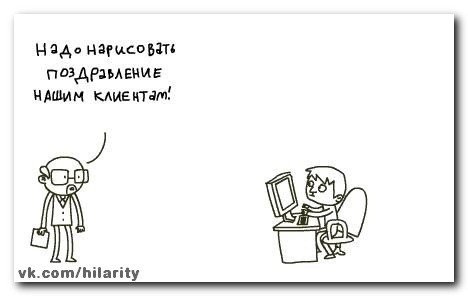 Надо нарисовать
поздравление
нашим клиентам!
vk.com/hilarity